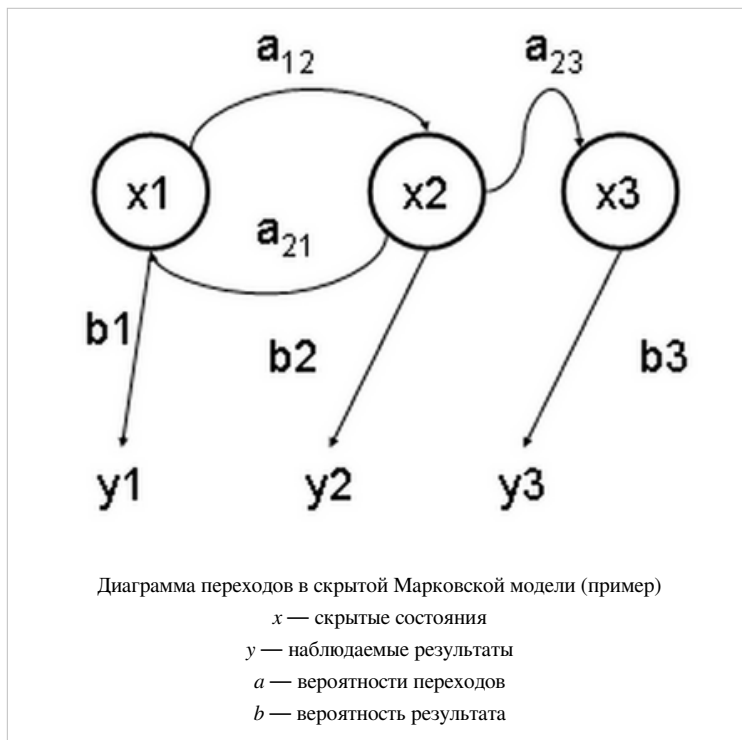 a12 a23
x1 x2 x3
a21
b1 b2 b3
y1 y2 y3
Диаграмма переходов в скрытой Марковской модели (пример)
x — скрытые состояния
y — наблюдаемые результаты
a — вероятности переходов
b — вероятность результата